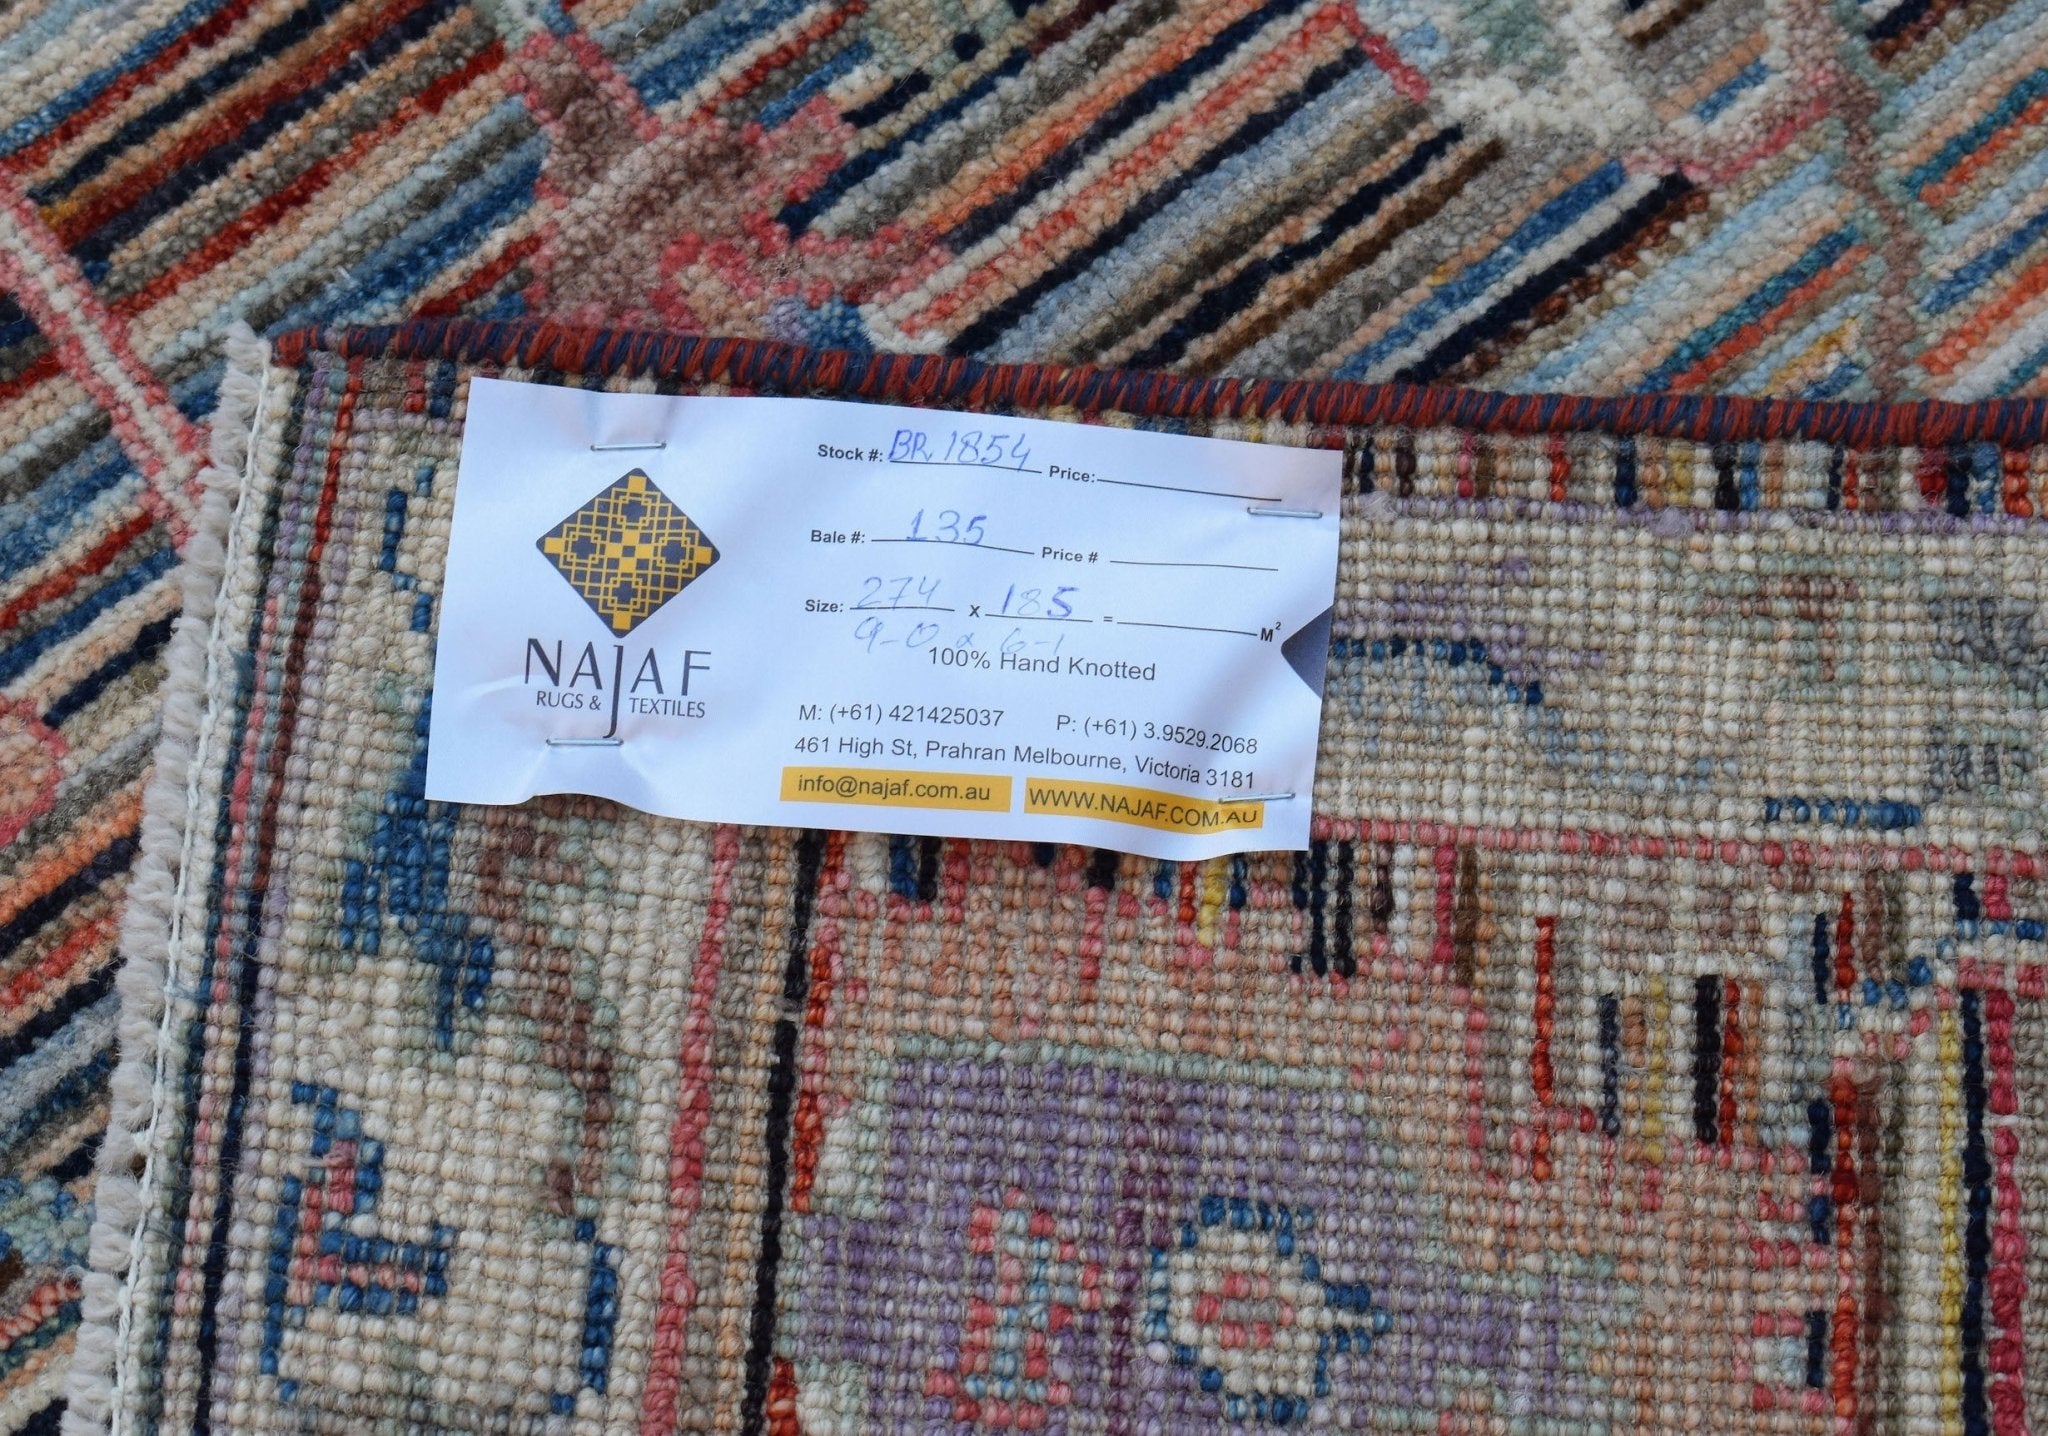 NAJAF
RUGS & TEXTILES
Stock #: BR 1854 Price:
Bale #: 135 Price #
Size: 274 x 185 = M²
9-0 x 6-1
100% Hand Knotted
M: (+61) 421425037 P: (+61) 3.9529.2068
461 High St, Prahran Melbourne, Victoria 3181
info@najaf.com.au WWW.NAJAF.COM.AU